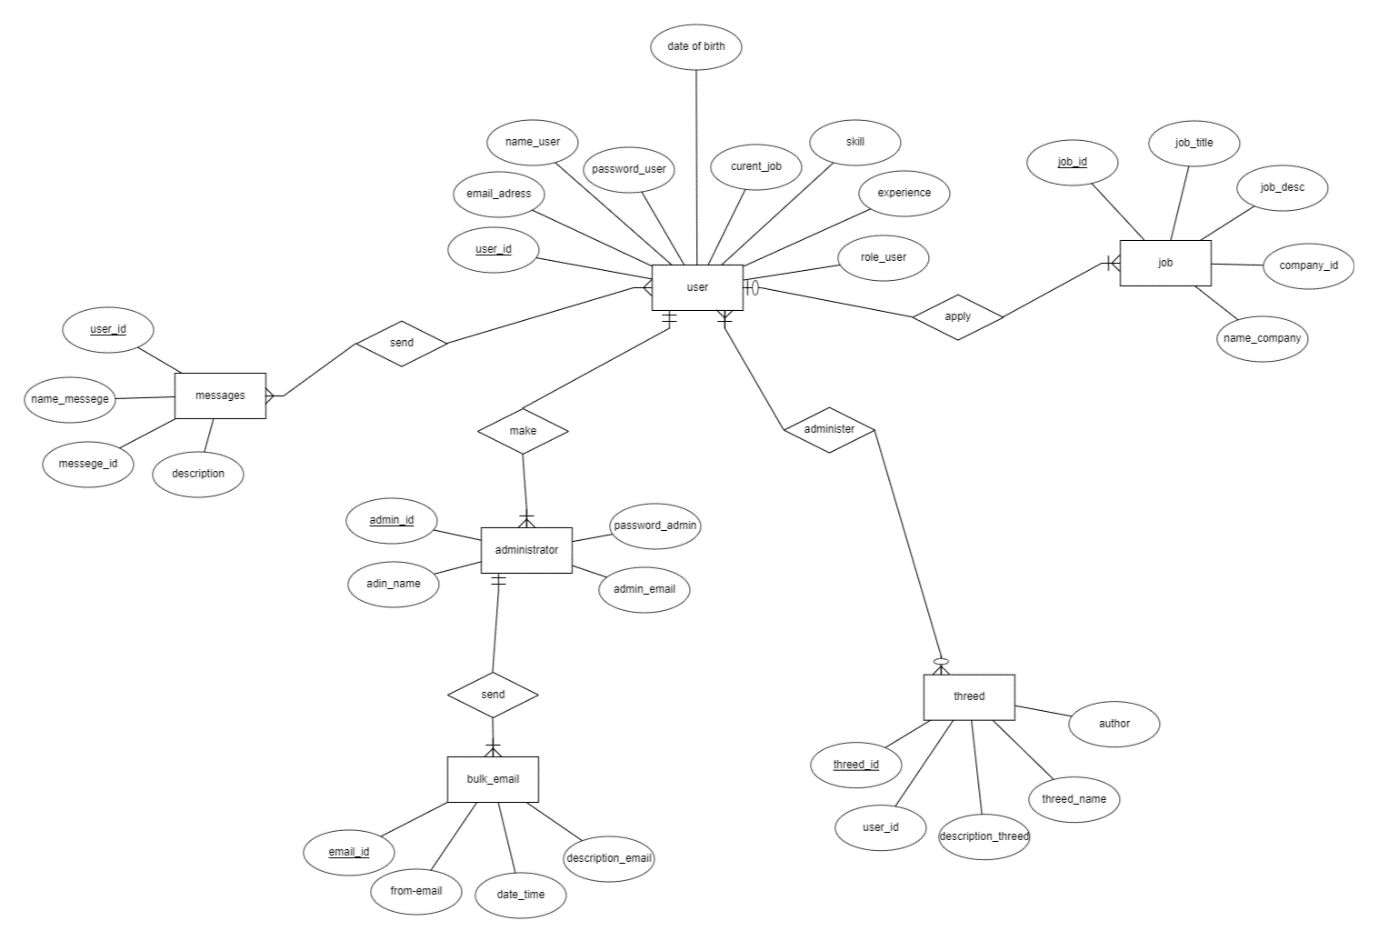 date of birth
name_user
password_user
curent_job
skill
email_adress
experience
user_id
role_user
user
job_id
job_title
job_desc
job
company_id
name_company
apply
send
user_id
messages
name_messege
messege_id
description
make
administer
admin_id
password_admin
administrator
adin_name
admin_email
send
bulk_email
email_id
from-email
date_time
description_email
threed
author
threed_id
threed_name
user_id
description_threed